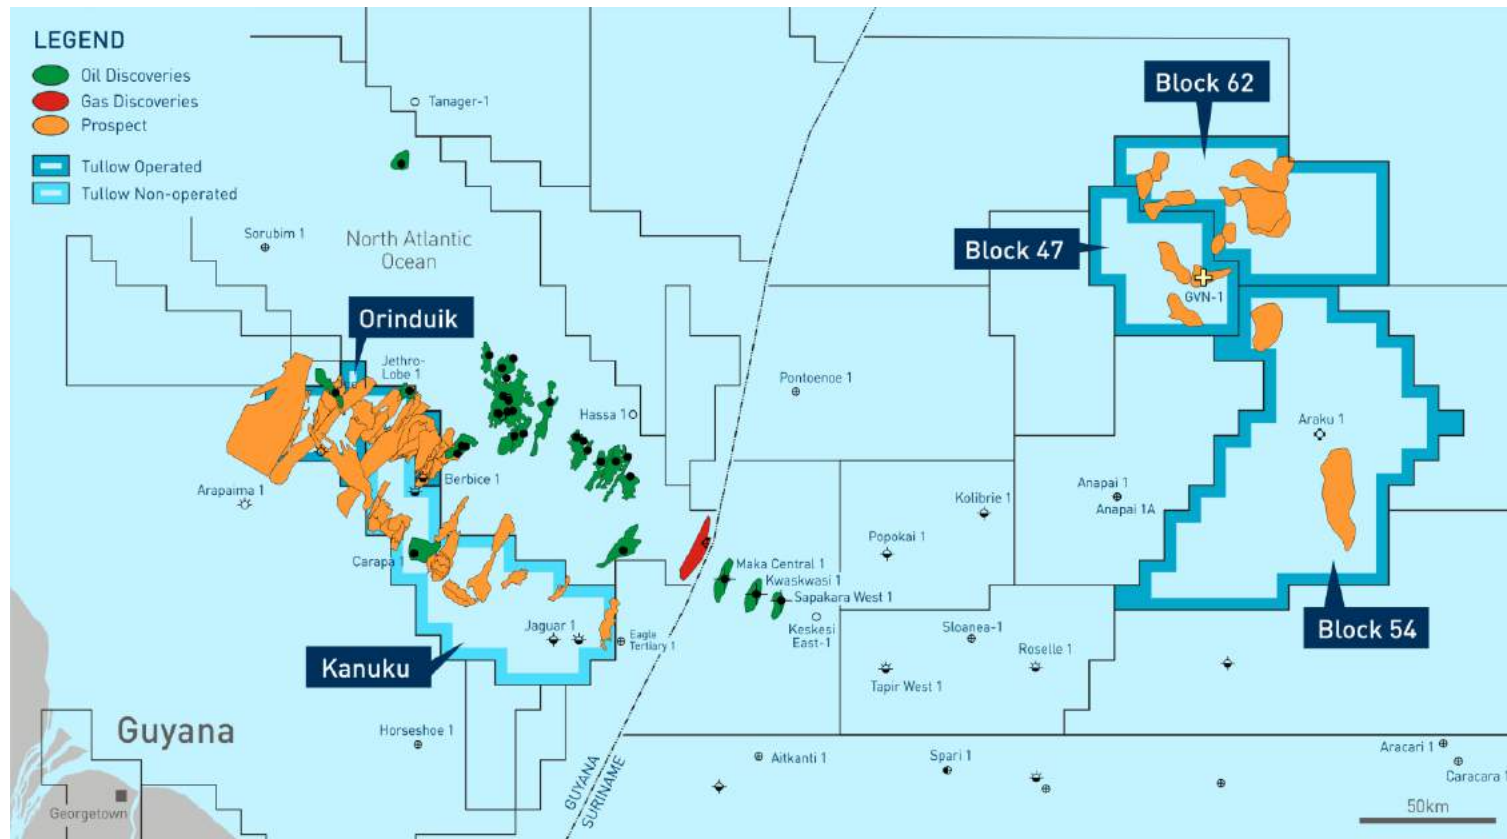 LEGEND
Oil Discoveries
Gas Discoveries
Prospect
Tullow Operated
Tullow Non-operated
Tanager-1
Block 62
Sorubim 1
North Atlantic
Ocean
Block 47
GVN-1
Orinduik
Jethro-
Lobe 1
Hassa 1
Pontoenoe 1
Araku 1
Arapaima 1
Berbice 1
Kolibrie 1
Anapai 1
Anapai 1A
Popokai 1
Carapa 1
Maka Central 1
Kwaskwasi 1
Sapakara West 1
Keskesi
East-1
Jaguar 1
Eagle
Tertiary 1
Sloanea-1
Roselle 1
Tapir West 1
Block 54
Kanuku
Guyana
Horseshoe 1
GUYANA
SURINAME
Aitkanti 1
Spari 1
Aracari 1
Caracara 1
Georgetown
50km